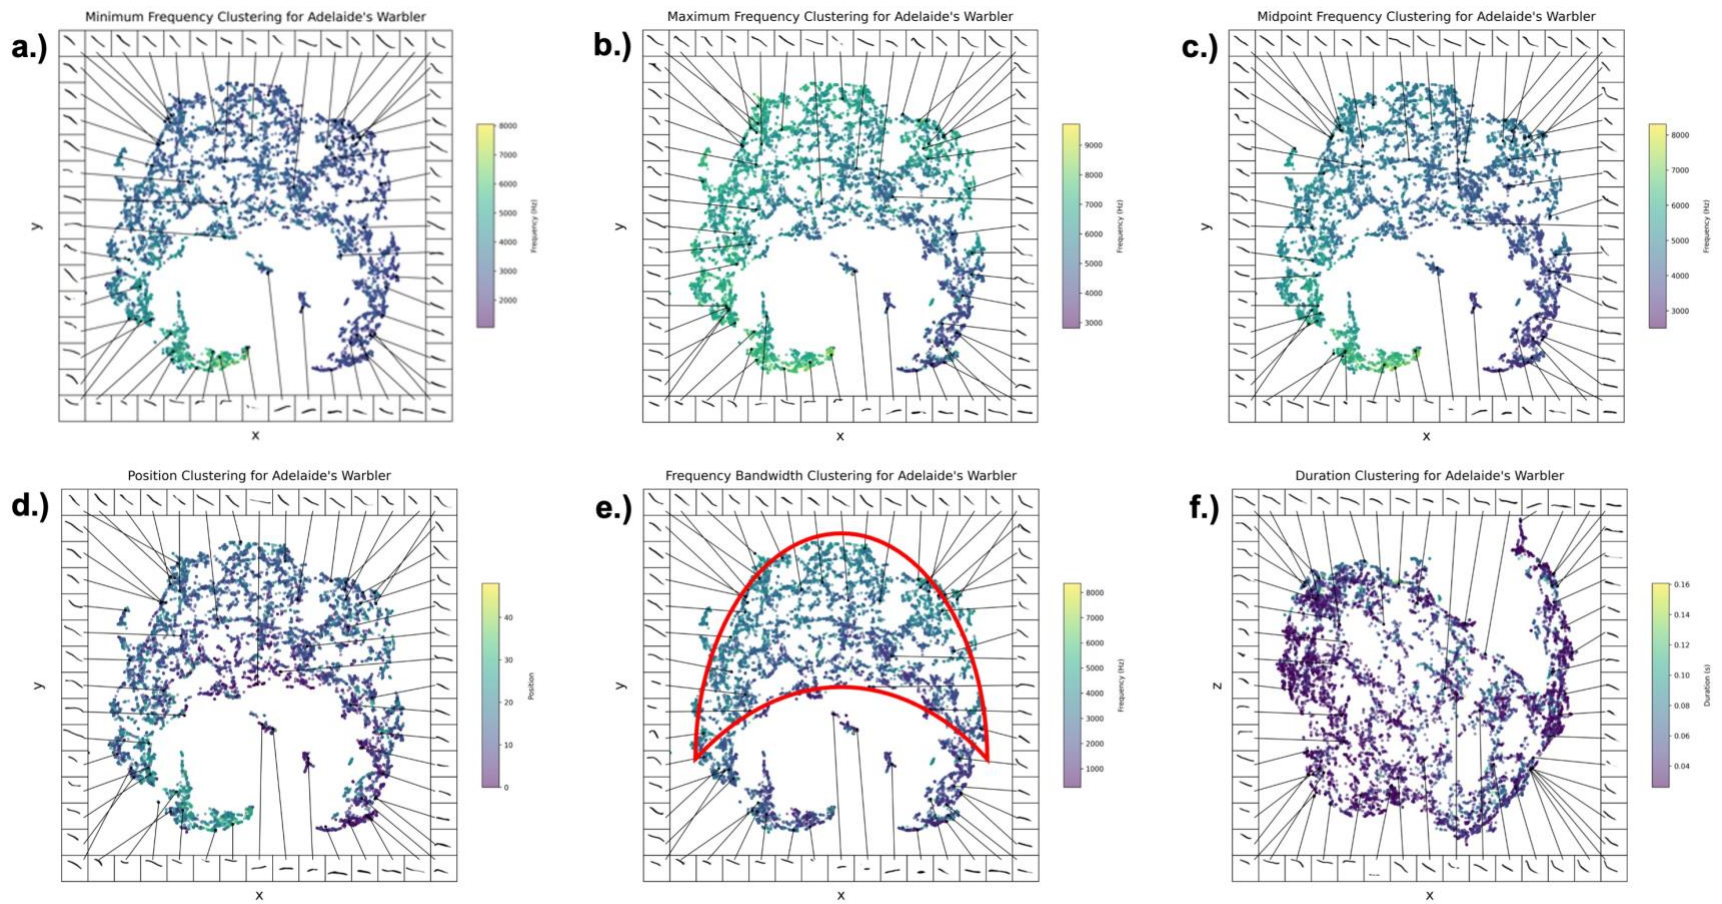 a.)
Minimum Frequency Clustering for Adelaide's Warbler
8000
7000
6000
5000
4000
3000
2000
Frequency (Hz)
y
x
b.)
Maximum Frequency Clustering for Adelaide's Warbler
9000
8000
7000
6000
5000
4000
3000
Frequency (Hz)
y
x
c.)
Midpoint Frequency Clustering for Adelaide's Warbler
8000
7000
6000
5000
4000
3000
Frequency (Hz)
y
x
d.)
Position Clustering for Adelaide's Warbler
40
30
20
10
0
Position
y
x
e.)
Frequency Bandwidth Clustering for Adelaide's Warbler
8000
7000
6000
5000
4000
3000
2000
1000
Frequency (Hz)
y
x
f.)
Duration Clustering for Adelaide's Warbler
0.16
0.14
0.12
0.10
0.08
0.06
0.04
Duration (s)
z
x